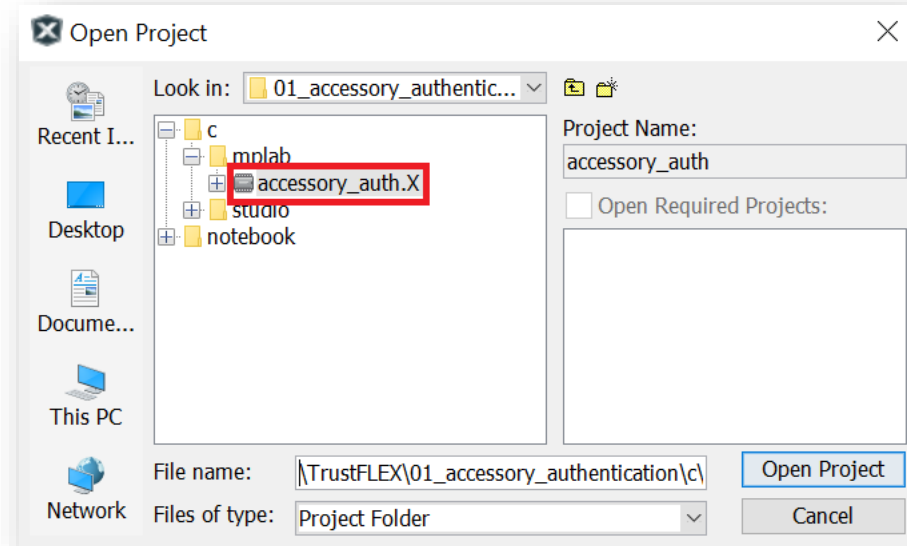 Open Project
Look in: 01_accessory_authentic...
Recent I...
Desktop
Docume...
This PC
Network
c
mplab
accessory_auth.X
studio
notebook
Project Name:
accessory_auth
Open Required Projects:
File name: \TrustFLEX\01_accessory_authentication\c\
Open Project
Files of type: Project Folder
Cancel